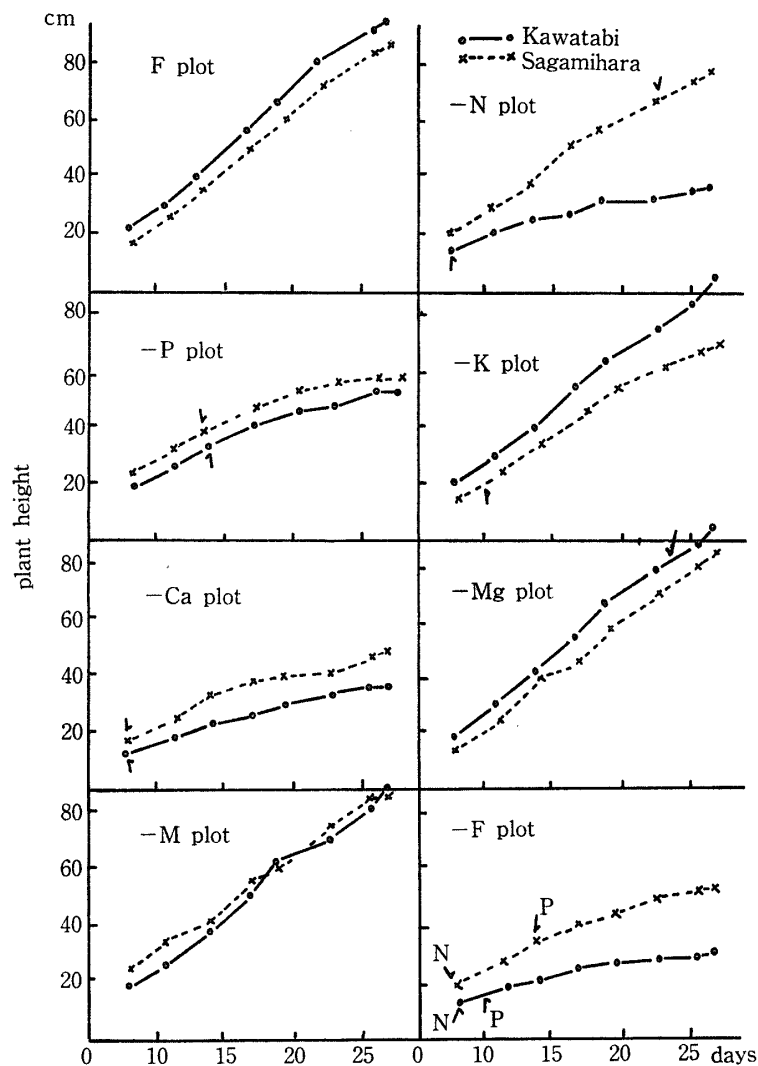 cm
F plot
80
60
40
20
Kawatabi
Sagamihara
−N plot
80
60
40
20
−P plot
−K plot
80
60
40
20
−Ca plot
−Mg plot
80
60
40
20
−M plot
−F plot
N
P
N
P
0 10 15 20 25
0 10 15 20 25 days
plant height